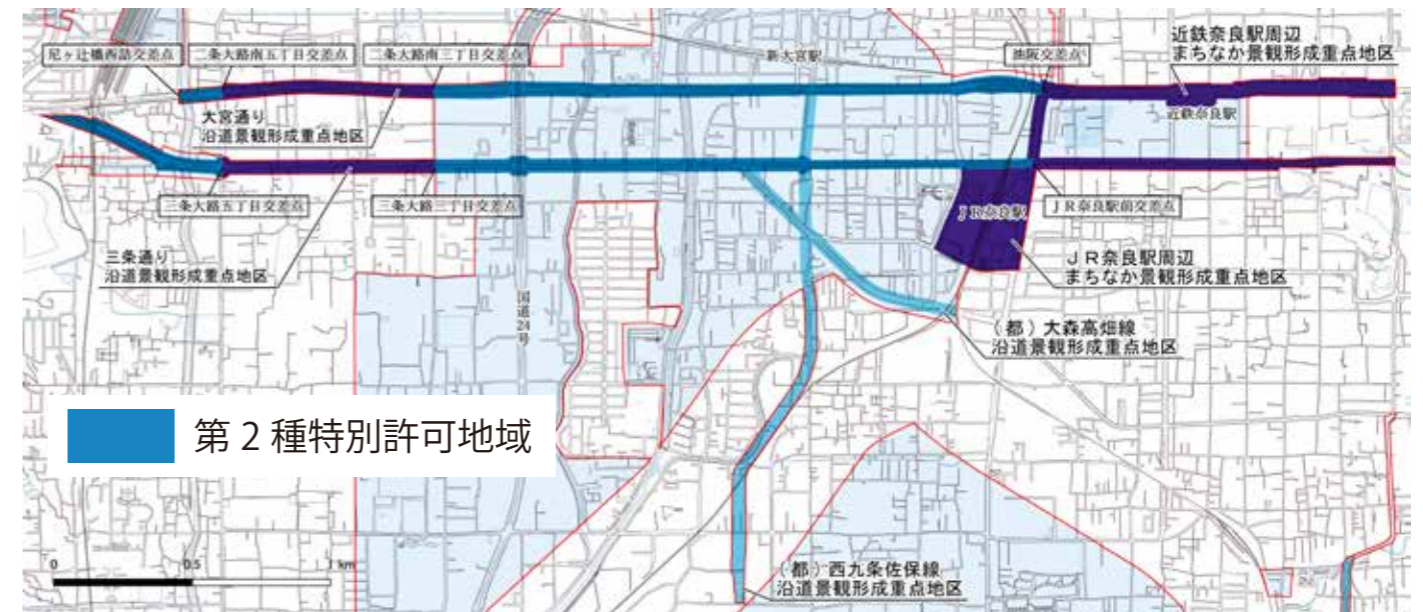 近鉄奈良駅周辺
まちなか景観形成重点地区
尼ヶ辻橋西詰交差点
二条大路南五丁目交差点
二条大路南三丁目交差点
新大宮駅
油阪交差点
大宮通り
沿道景観形成重点地区
近鉄奈良駅
三条大路五丁目交差点
三条大路三丁目交差点
JR奈良駅
JR奈良駅前交差点
三条通り
沿道景観形成重点地区
JR奈良駅周辺
まちなか景観形成重点地区
国道24号
(都)大森高畑線
沿道景観形成重点地区
第2種特別許可地域
0 0.5 1 km
(都)西九条佐保線
沿道景観形成重点地区